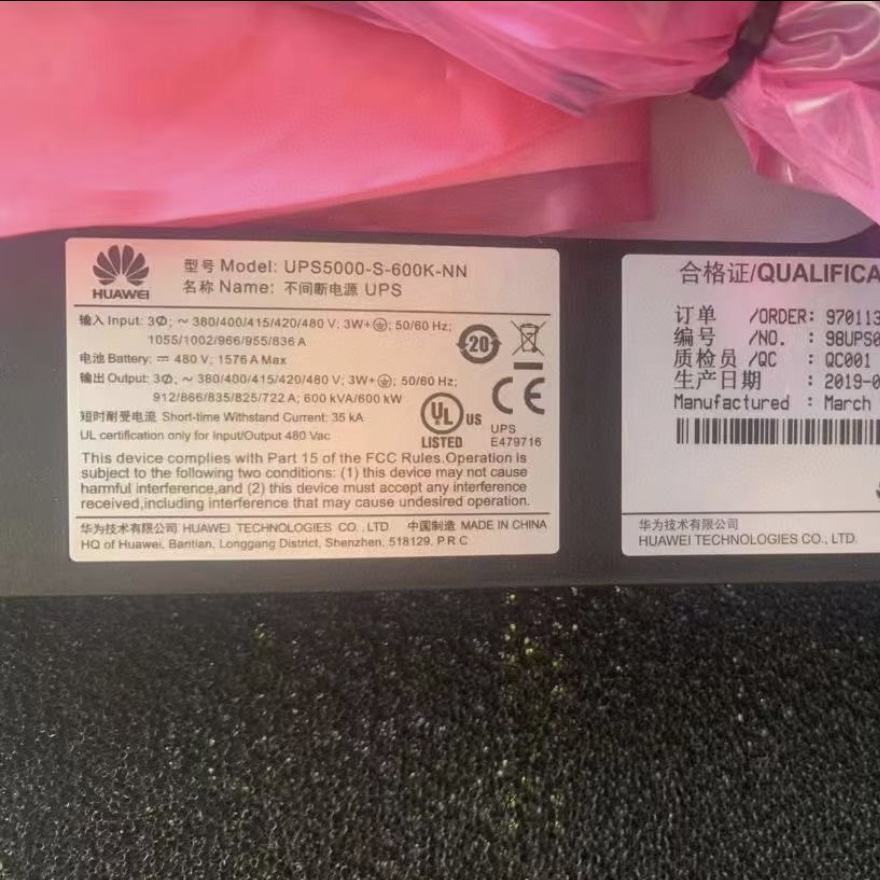 HUAWEI
型号 Model: UPS5000-S-600K-NN
名称 Name: 不间断电源 UPS
输入 Input: 3Ф; ~ 380/400/415/420/480 V; 3W+⏚; 50/60 Hz;
1055/1002/966/955/836 A
电池 Battery: ⎓ 480 V; 1576 A Max
输出 Output: 3Ф; ~ 380/400/415/420/480 V; 3W+⏚; 50/60 Hz;
912/866/835/825/722 A; 600 kVA/600 kW
短时耐受电流 Short-time Withstand Current: 35 kA
UL certification only for Input/Output 480 Vac
20
CE
UL US
LISTED
UPS
E479716
This device complies with Part 15 of the FCC Rules.Operation is
subject to the following two conditions: (1) this device may not cause
harmful interference,and (2) this device must accept any interference
received,including interference that may cause undesired operation.
华为技术有限公司 HUAWEI TECHNOLOGIES CO.,LTD. 中国制造 MADE IN CHINA
HQ of Huawei, Bantian, Longgang District, Shenzhen, 518129, P.R.C
合格证/QUALIFICA
订单 /ORDER: 970113
编号 /NO. : 98UPS0
质检员 /QC : QC001
生产日期 : 2019-0
Manufactured : March
华为技术有限公司
HUAWEI TECHNOLOGIES CO., LTD.